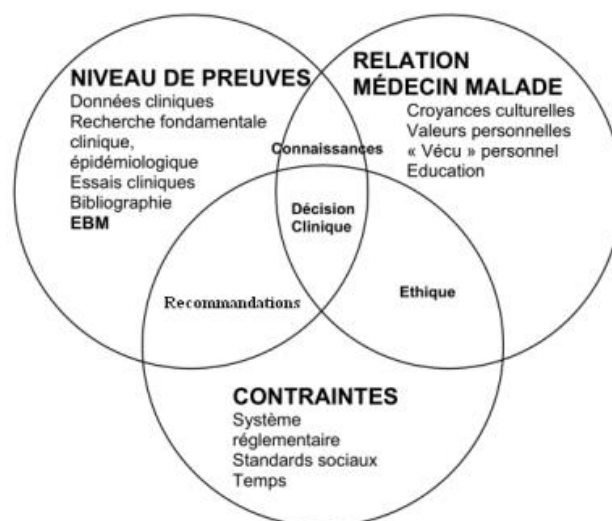 NIVEAU DE PREUVES
Données cliniques
Recherche fondamentale
clinique,
épidémiologique
Essais cliniques
Bibliographie
EBM
RELATION
MÉDECIN MALADE
Croyances culturelles
Valeurs personnelles
« Vécu » personnel
Education
Connaissances
Décision
Clinique
Recommandations
Ethique
CONTRAINTES
Système
réglementaire
Standards sociaux
Temps